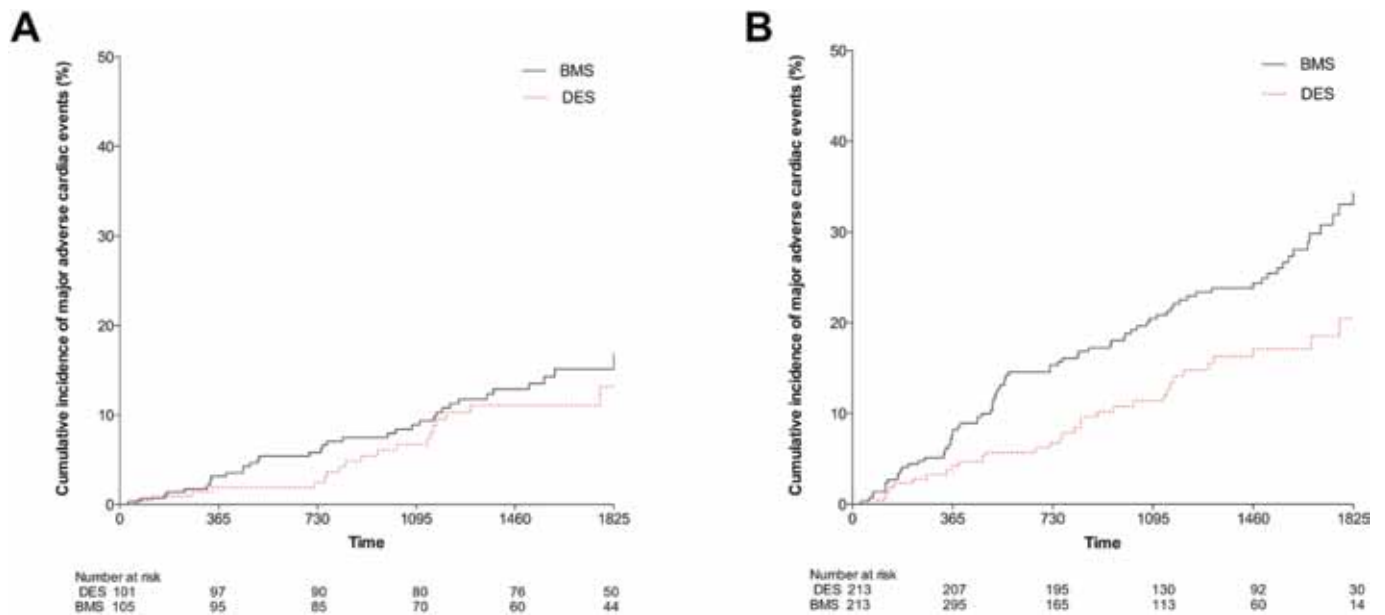 A
Cumulative incidence of major adverse cardiac events (%)
50
40
30
20
10
0
BMS
DES
0 365 730 1095 1460 1825
Time
Number at risk
DES 101 97 90 80 76 50
BMS 105 95 85 70 60 44
B
Cumulative incidence of major adverse cardiac events (%)
50
40
30
20
10
0
BMS
DES
0 365 730 1095 1460 1825
Time
Number at risk
DES 213 207 195 130 92 30
BMS 213 295 165 113 60 14